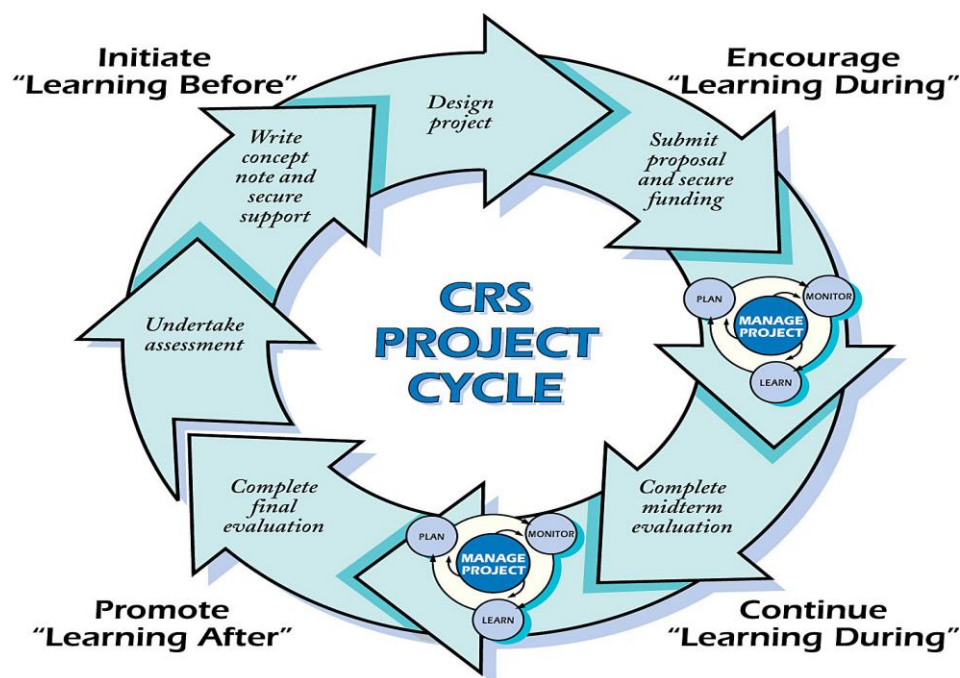 Initiate
“Learning Before”
Encourage
“Learning During”
Design
project
Write
concept
note and
secure
support
Submit
proposal
and secure
funding
Undertake
assessment
CRS
PROJECT
CYCLE
PLAN
MONITOR
MANAGE
PROJECT
LEARN
Complete
midterm
evaluation
Complete
final
evaluation
PLAN
MONITOR
MANAGE
PROJECT
LEARN
Promote
“Learning After”
Continue
“Learning During”